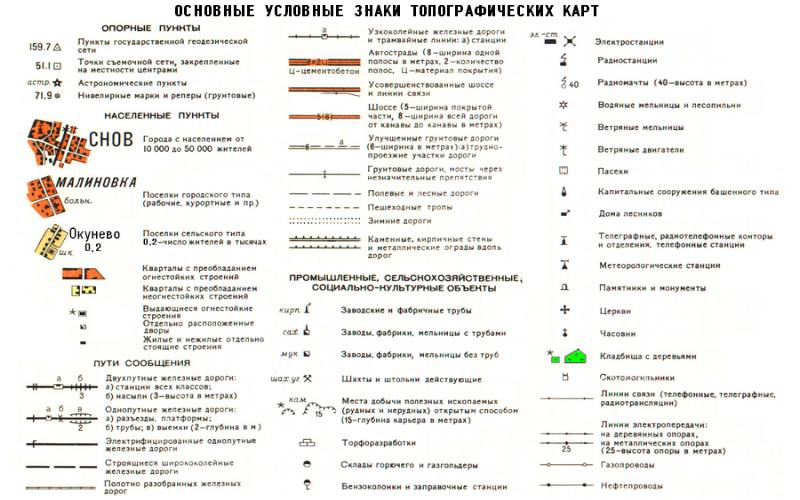 ОСНОВНЫЕ УСЛОВНЫЕ ЗНАКИ ТОПОГРАФИЧЕСКИХ КАРТ
ОПОРНЫЕ ПУНКТЫ
159.7
Пункты государственной геодезической
сети
51.1
Точки съемочной сети, закрепленные
на местности центрами
астр.
Астрономические пункты
71.9
Нивелирные марки и реперы (грунтовые)
НАСЕЛЕННЫЕ ПУНКТЫ
СНОВ
Города с населением от
10 000 до 50 000 жителей
МАЛИНОВКА
больн.
Поселки городского типа
(рабочие, курортные и пр.)
Окунево
0,2
шк.
Поселки сельского типа
0,2-число жителей в тысячах
Кварталы с преобладанием
огнестойких строений
Кварталы с преобладанием
неогнестойких строений
Выдающиеся огнестойкие
строения
Отдельно расположенные
дворы
Жилые и нежилые отдельно
стоящие строения
ПУТИ СООБЩЕНИЯ
а б
3
Двухпутные железные дороги:
а) станции всех классов;
б) насыпи (3-высота в метрах)
а б в
2
Однопутные железные дороги:
а) разъезды, платформы;
б) трубы; в) выемки (2-глубина в м)
Электрифицированные однопутные
железные дороги
Строящиеся ширококолейные
железные дороги
Полотно разобранных железных
дорог
а
Узкоколейные железные дороги
и трамвайные линии: а) станции
8×2Ц
Ц-цементобетон
Автострады (8-ширина одной
полосы в метрах, 2-количество
полос, Ц-материал покрытия)
Усовершенствованные шоссе
и линии связи
5(8)
Шоссе (5-ширина покрытой
части, 8-ширина всей дороги
от канавы до канавы в метрах)
6 а
Улучшенные грунтовые дороги
(6-ширина в метрах): а) трудно-
проезжие участки дороги
Грунтовые дороги, мосты через
незначительные препятствия
Полевые и лесные дороги
Пешеходные тропы
Зимние дороги
Каменные, кирпичные стены
и металлические ограды вдоль
дорог
ПРОМЫШЛЕННЫЕ, СЕЛЬСКОХОЗЯЙСТВЕННЫЕ,
СОЦИАЛЬНО-КУЛЬТУРНЫЕ ОБЪЕКТЫ
кирп.
Заводские и фабричные трубы
сах.
Заводы, фабрики, мельницы с трубами
мук.
Заводы, фабрики, мельницы без труб
шах.уг.
Шахты и штольни действующие
кам.
15
Места добычи полезных ископаемых
(рудных и нерудных) открытым способом
(15-глубина карьера в метрах)
Торфоразработки
Склады горючего и газгольдеры
Бензоколонки и заправочные станции
эл.-ст.
Электростанции
Радиостанции
40
Радиомачты (40-высота в метрах)
Водяные мельницы и лесопильни
Ветряные мельницы
Ветряные двигатели
Пасеки
Капитальные сооружения башенного типа
Дома лесников
Телеграфные, радиотелефонные конторы
и отделения, телефонные станции
Метеорологические станции
Памятники и монументы
Церкви
Часовни
Кладбища с деревьями
Скотомогильники
Линии связи (телефонные, телеграфные,
радиотрансляции)
25
Линии электропередачи:
на деревянных опорах,
на металлических опорах
(25-высота опоры в метрах)
Газопроводы
Нефтепроводы